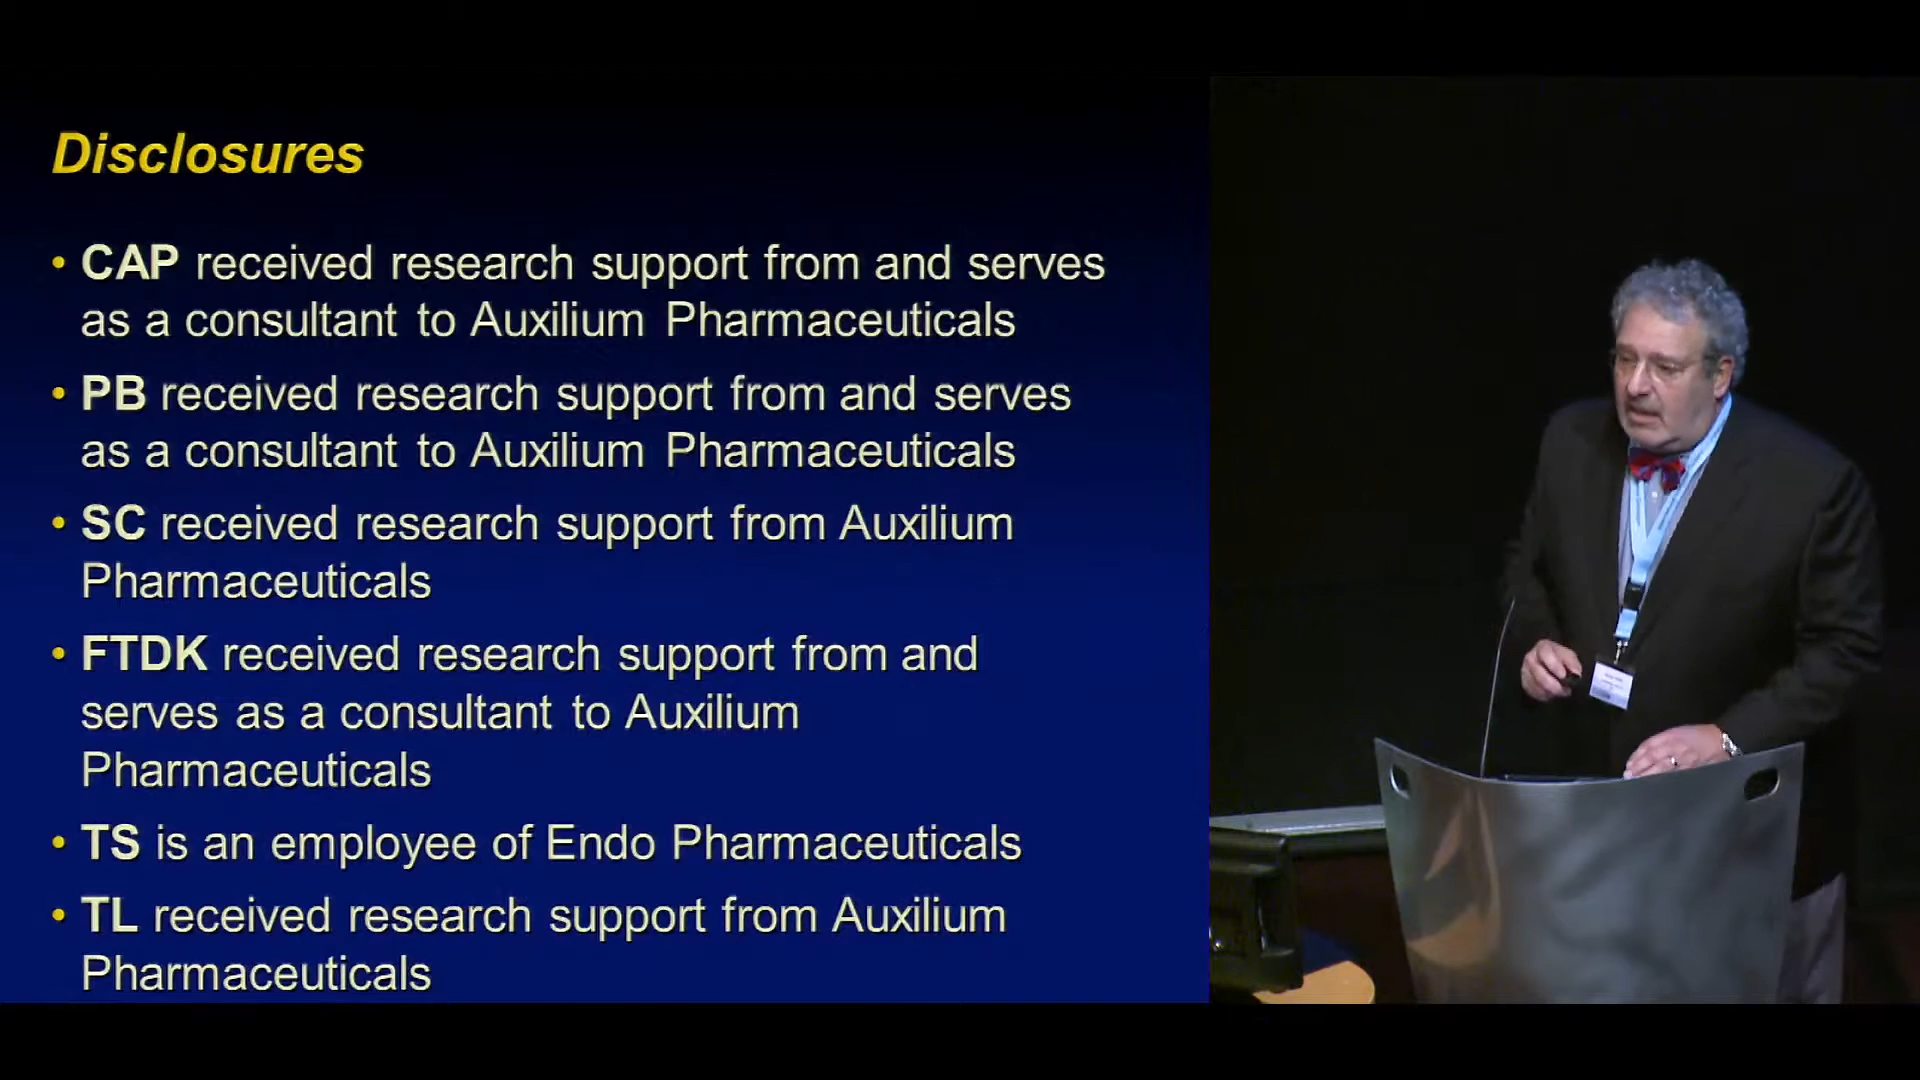 Disclosures
• CAP received research support from and serves
as a consultant to Auxilium Pharmaceuticals
• PB received research support from and serves
as a consultant to Auxilium Pharmaceuticals
• SC received research support from Auxilium
Pharmaceuticals
• FTDK received research support from and
serves as a consultant to Auxilium
Pharmaceuticals
• TS is an employee of Endo Pharmaceuticals
• TL received research support from Auxilium
Pharmaceuticals